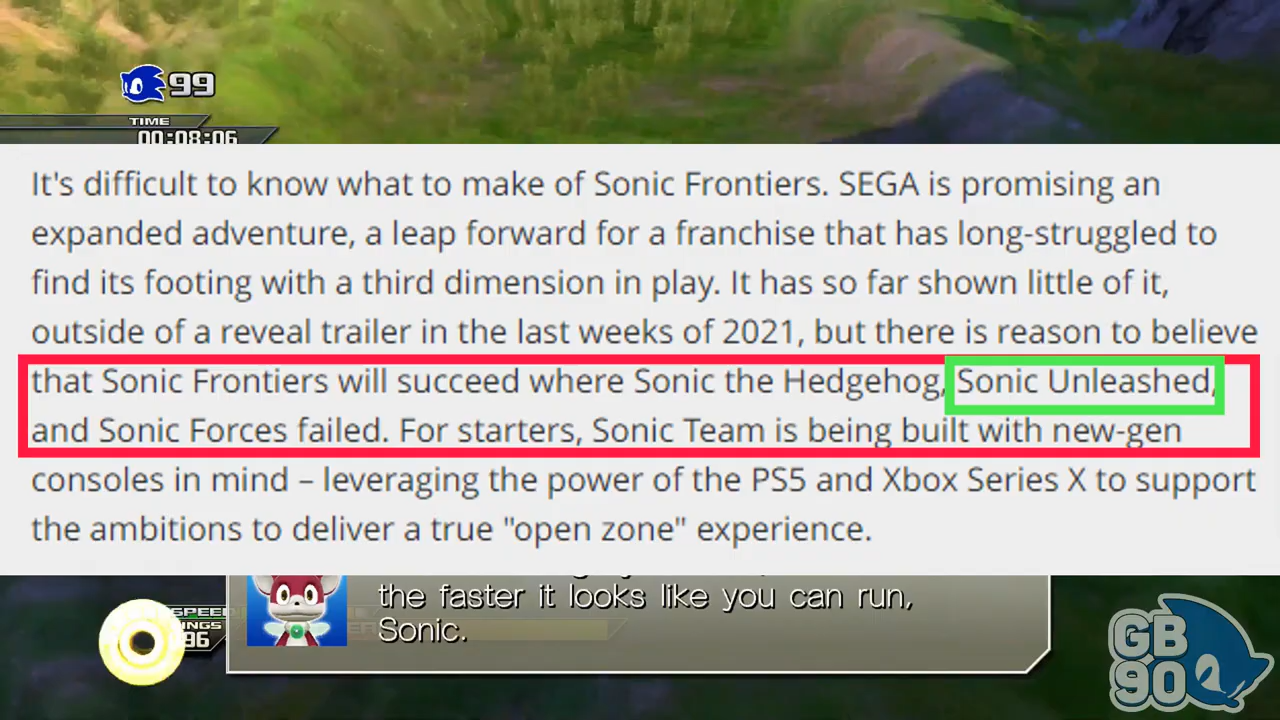 99
TIME
00:08:06
It's difficult to know what to make of Sonic Frontiers. SEGA is promising an
expanded adventure, a leap forward for a franchise that has long-struggled to
find its footing with a third dimension in play. It has so far shown little of it,
outside of a reveal trailer in the last weeks of 2021, but there is reason to believe
that Sonic Frontiers will succeed where Sonic the Hedgehog, Sonic Unleashed,
and Sonic Forces failed. For starters, Sonic Team is being built with new-gen
consoles in mind – leveraging the power of the PS5 and Xbox Series X to support
the ambitions to deliver a true "open zone" experience.
the faster it looks like you can run,
Sonic.
SPEED
96
GB
90